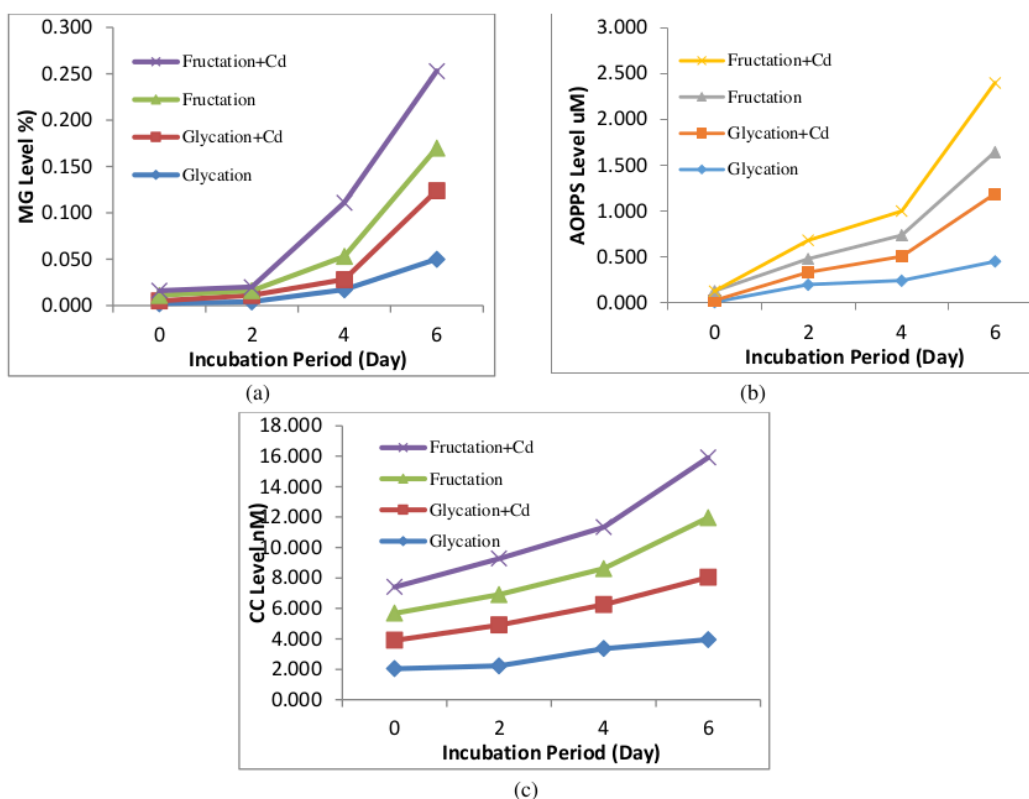 0.300
0.250
0.200
0.150
0.100
0.050
0.000
MG Level %)
Fructation+Cd
Fructation
Glycation+Cd
Glycation
0 2 4 6
Incubation Period (Day)
(a)
3.000
2.500
2.000
1.500
1.000
0.500
0.000
AOPPS Level uM)
Fructation+Cd
Fructation
Glycation+Cd
Glycation
0 2 4 6
Incubation Period (Day)
(b)
18.000
16.000
14.000
12.000
10.000
8.000
6.000
4.000
2.000
0.000
CC Level nM)
Fructation+Cd
Fructation
Glycation+Cd
Glycation
0 2 4 6
Incubation Period (Day)
(c)